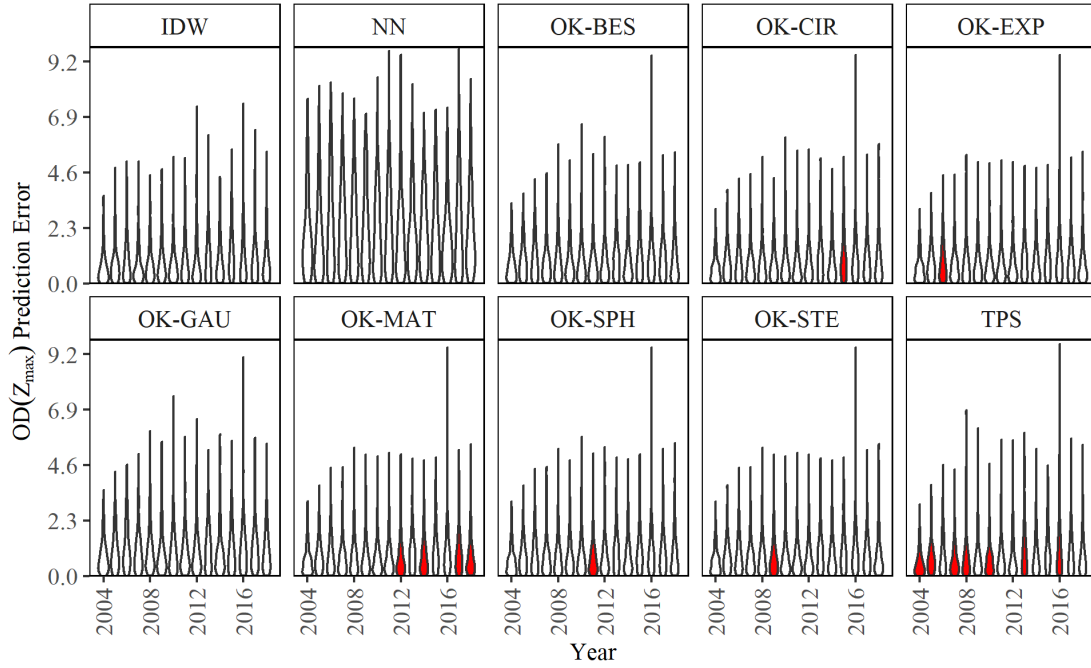 IDW NN OK-BES OK-CIR OK-EXP
9.2
6.9
4.6
2.3
0.0
OK-GAU OK-MAT OK-SPH OK-STE TPS
9.2
6.9
4.6
2.3
0.0
OD(Zmax) Prediction Error
2004 2008 2012 2016 2004 2008 2012 2016 2004 2008 2012 2016 2004 2008 2012 2016 2004 2008 2012 2016
Year